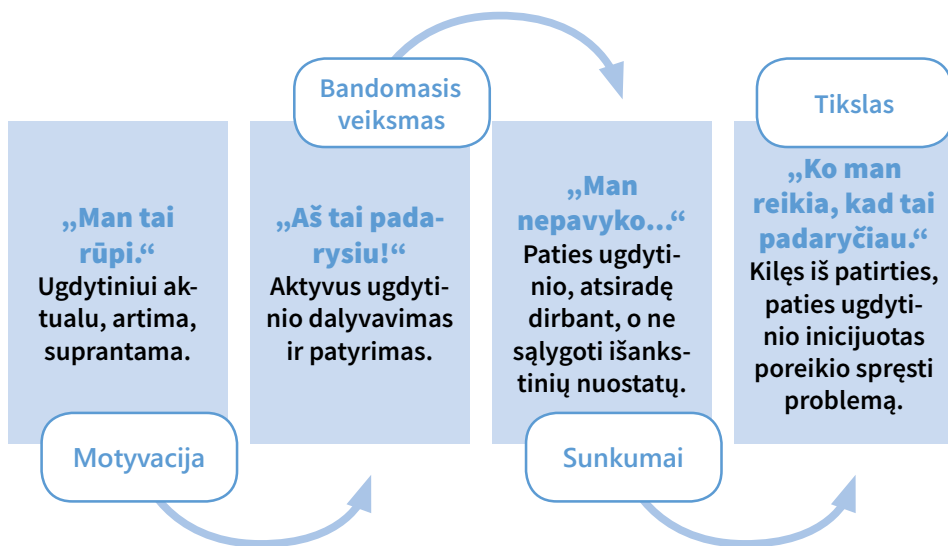 „Man tai
rūpi.“
Ugdytiniui ak-
tualu, artima,
suprantama.
Motyvacija
Bandomasis
veiksmas
„Aš tai pada-
rysiu!“
Aktyvus ugdyti-
nio dalyvavimas
ir patyrimas.
„Man
nepavyko...“
Paties ugdyti-
nio, atsiradę
dirbant, o ne
sąlygoti išanks-
tinių nuostatų.
Sunkumai
Tikslas
„Ko man
reikia, kad tai
padaryčiau.“
Kilęs iš patirties,
paties ugdyti-
nio inicijuotas
poreikio spręsti
problemą.